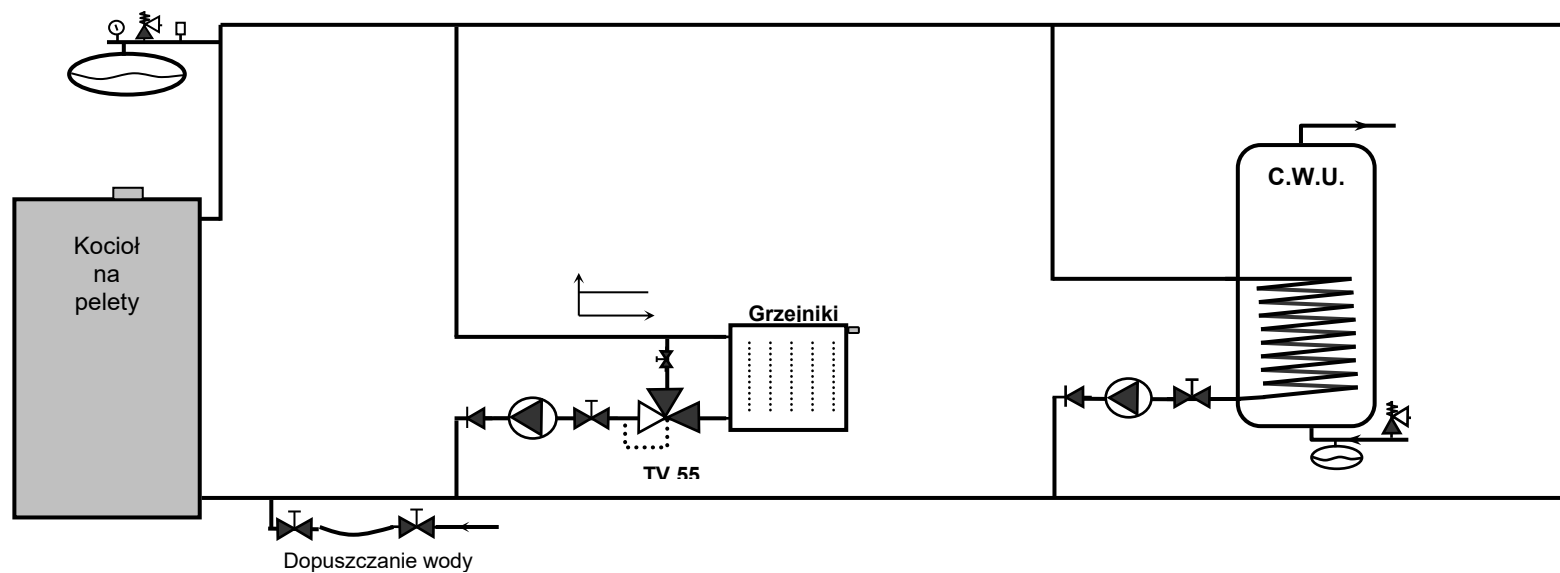 C.W.U.
Kocioł
na
pelety
Grzejniki
TV 55
Dopuszczanie wody